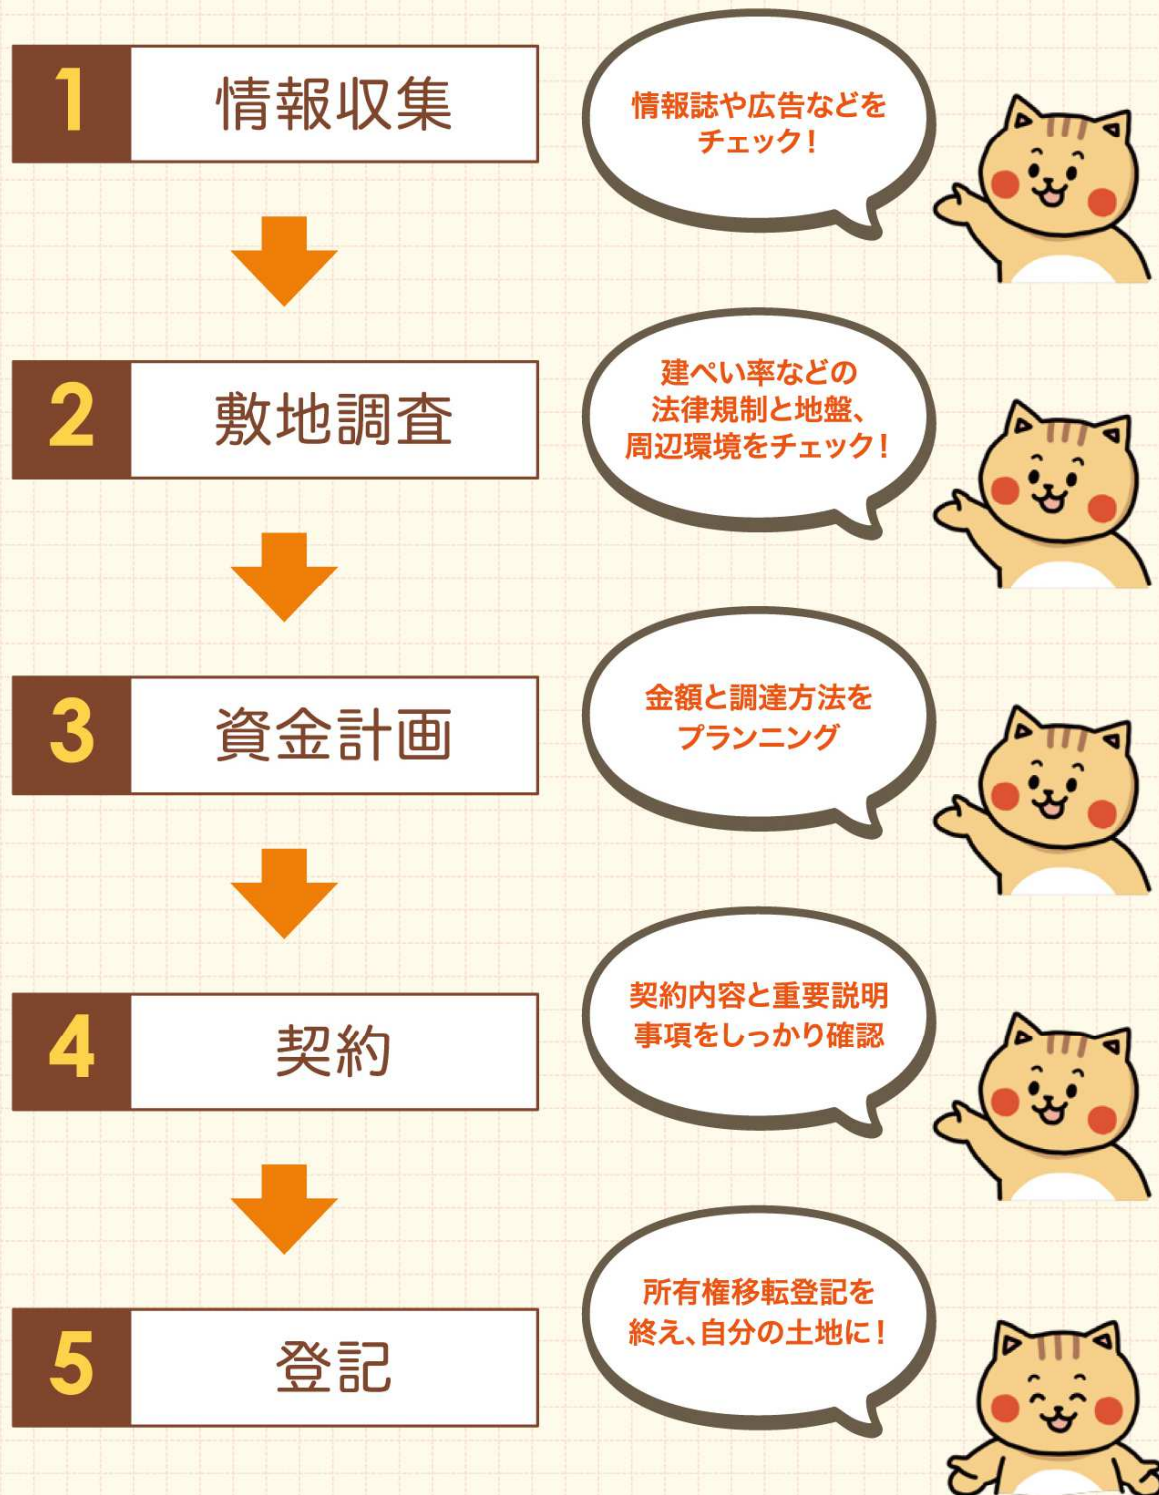 1 情報収集
情報誌や広告などを
チェック！
2 敷地調査
建ぺい率などの
法律規制と地盤、
周辺環境をチェック！
3 資金計画
金額と調達方法を
プランニング
4 契約
契約内容と重要説明
事項をしっかり確認
5 登記
所有権移転登記を
終え、自分の土地に！